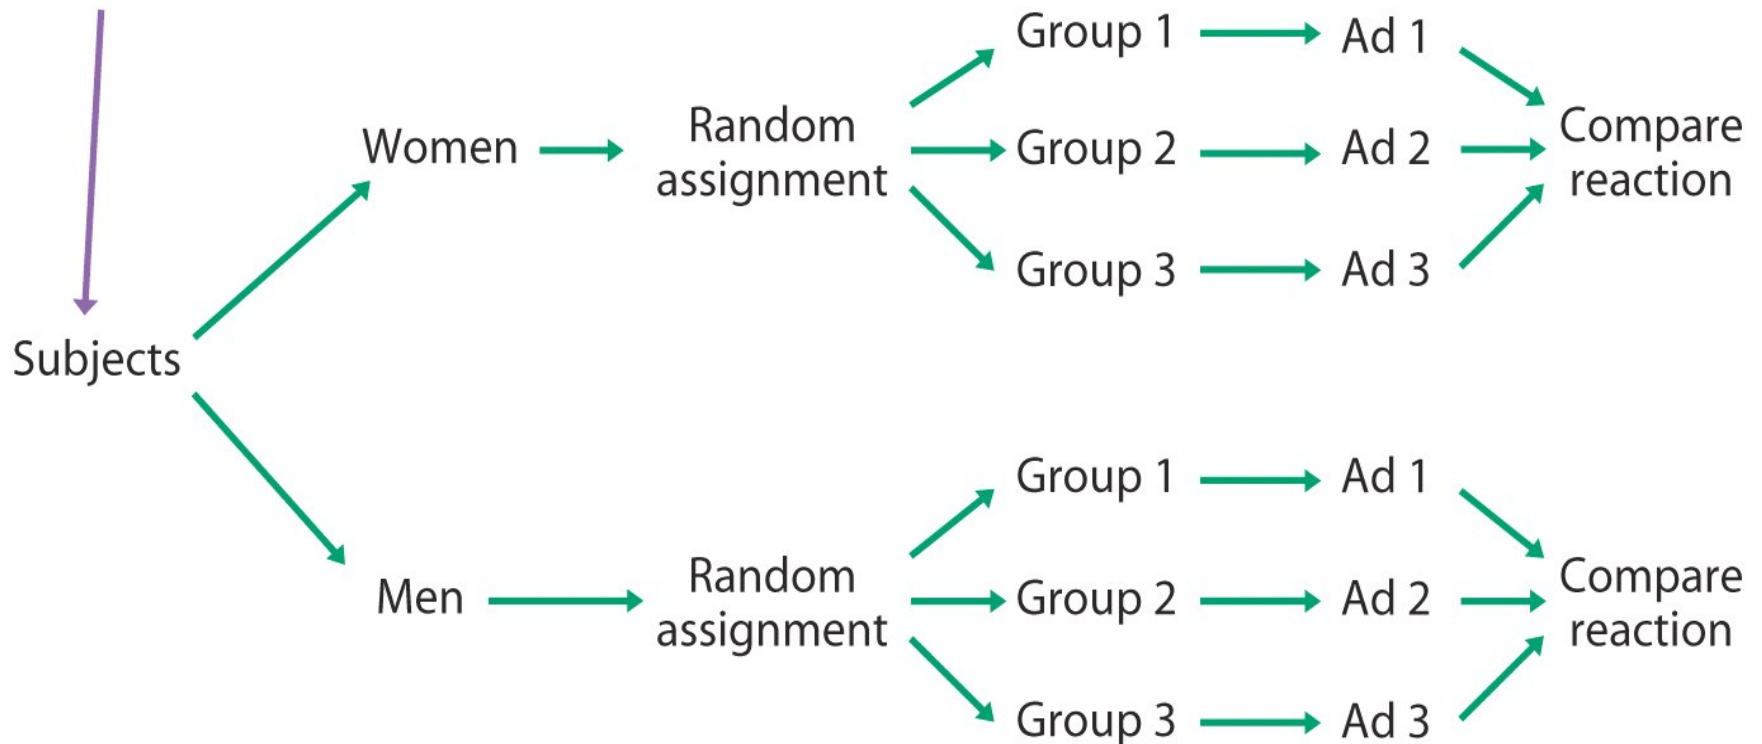 Group 1
Ad 1
Women
Random
assignment
Group 2
Ad 2
Compare
reaction
Group 3
Ad 3
Subjects
Group 1
Ad 1
Men
Random
assignment
Group 2
Ad 2
Compare
reaction
Group 3
Ad 3